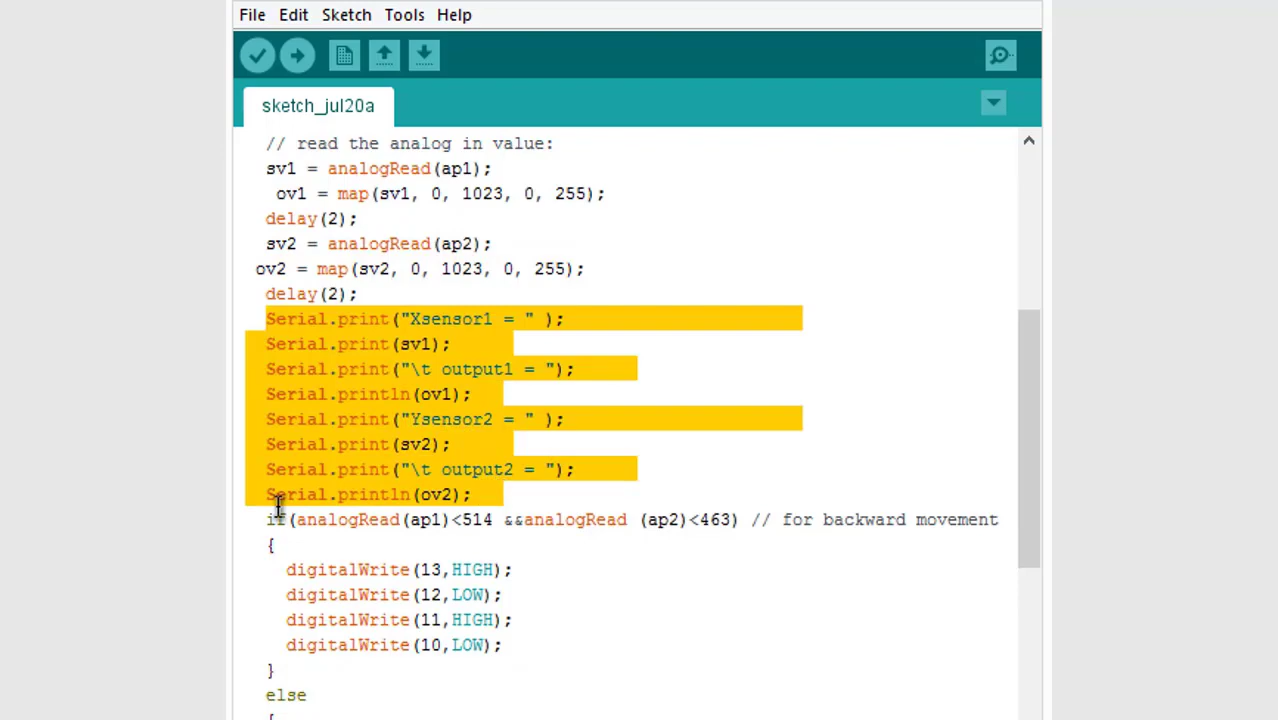 File Edit Sketch Tools Help
sketch_jul20a
// read the analog in value:
sv1 = analogRead(ap1);
ov1 = map(sv1, 0, 1023, 0, 255);
delay(2);
sv2 = analogRead(ap2);
ov2 = map(sv2, 0, 1023, 0, 255);
delay(2);
Serial.print("Xsensor1 = " );
Serial.print(sv1);
Serial.print("\t output1 = ");
Serial.println(ov1);
Serial.print("Ysensor2 = " );
Serial.print(sv2);
Serial.print("\t output2 = ");
Serial.println(ov2);
if(analogRead(ap1)<514 &&analogRead (ap2)<463) // for backward movement
{
digitalWrite(13,HIGH);
digitalWrite(12,LOW);
digitalWrite(11,HIGH);
digitalWrite(10,LOW);
}
else
{